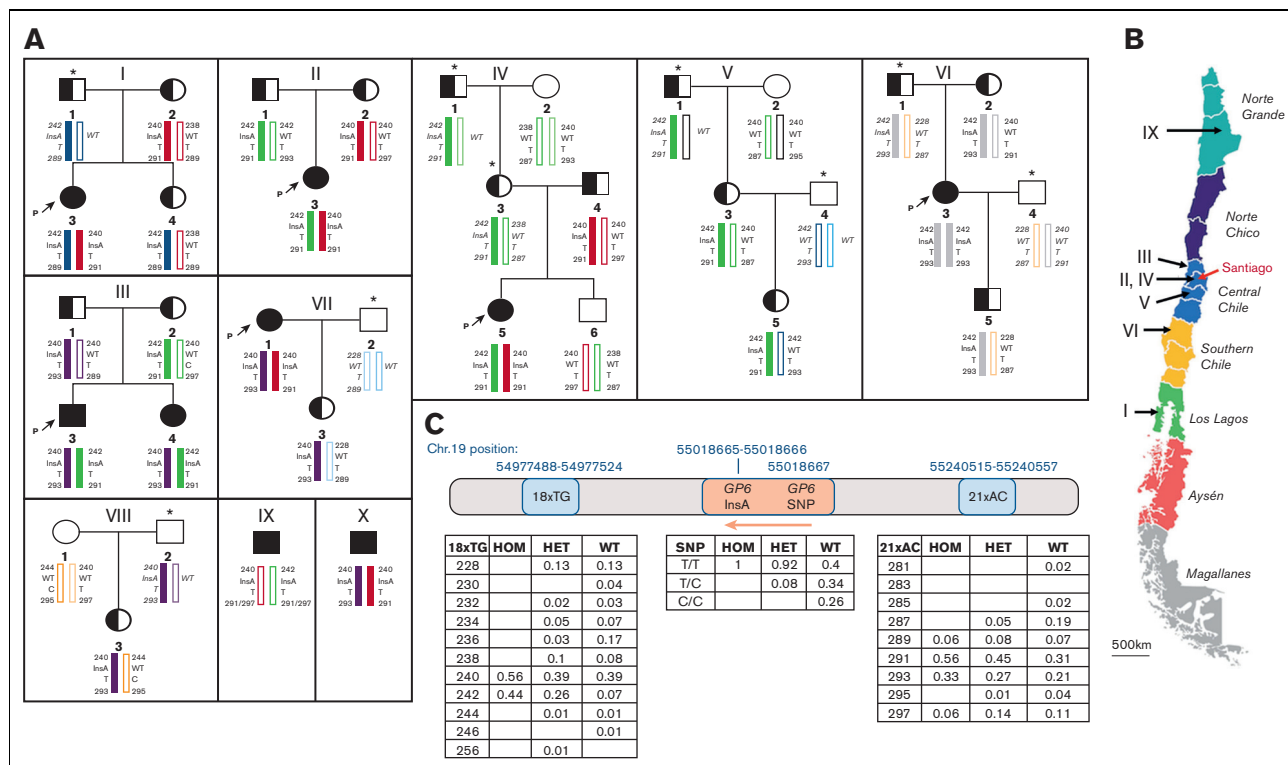 A
I
*
1
2
242
InsA
T
287
WT
289
240
InsA
T
291
238
WT
T
289
P
3
4
242
InsA
T
289
240
InsA
T
291
242
InsA
T
289
238
WT
T
289
II
1
2
242
InsA
T
291
242
WT
T
293
240
InsA
T
291
240
WT
T
297
P
3
242
InsA
T
291
240
InsA
T
291
III
1
2
240
InsA
T
293
240
WT
T
289
242
InsA
T
291
240
WT
C
297
P
3
4
240
InsA
T
293
242
InsA
T
291
240
InsA
T
293
242
InsA
T
291
IV
*
1
2
242
InsA
T
291
WT
238
WT
T
287
240
WT
T
293
*
3
4
242
InsA
T
291
238
WT
T
287
240
InsA
T
291
240
WT
T
297
P
5
6
242
InsA
T
291
240
InsA
T
291
240
WT
T
297
238
WT
T
287
V
*
1
2
242
InsA
T
291
WT
240
WT
T
287
240
WT
T
295
*
3
4
242
InsA
T
291
240
WT
T
287
242
WT
T
293
WT
5
242
InsA
T
291
242
WT
T
293
VI
*
1
2
242
InsA
T
293
228
WT
T
287
242
InsA
T
293
240
WT
T
291
*
P
3
4
242
InsA
T
293
242
InsA
T
293
228
WT
T
287
240
WT
T
291
5
242
InsA
T
293
228
WT
T
287
VII
*
P
1
2
240
InsA
T
293
240
InsA
T
291
228
WT
T
289
WT
3
240
InsA
T
293
228
WT
T
289
VIII
*
1
2
244
WT
C
295
240
WT
T
297
240
InsA
T
293
WT
3
240
InsA
T
293
244
WT
C
295
IX
240
InsA
T
291/297
242
InsA
T
291/297
X
240
InsA
T
293
240
InsA
T
291
B
IX
Norte
Grande
Norte
Chico
III
Santiago
II, IV
V
Central
Chile
VI
Southern
Chile
I
Los Lagos
Aysén
Magallanes
500km
C
Chr.19 position:
55018665-55018666
54977488-54977524
55018667
55240515-55240557
18xTG
GP6
InsA
GP6
SNP
21xAC
18xTG HOM HET WT
228 0.13 0.13
230 0.04
232 0.02 0.03
234 0.05 0.07
236 0.03 0.17
238 0.1 0.08
240 0.56 0.39 0.39
242 0.44 0.26 0.07
244 0.01 0.01
246 0.01
256 0.01
SNP HOM HET WT
T/T 1 0.92 0.4
T/C 0.08 0.34
C/C 0.26
21xAC HOM HET WT
281 0.02
283
285 0.02
287 0.05 0.19
289 0.06 0.08 0.07
291 0.56 0.45 0.31
293 0.33 0.27 0.21
295 0.01 0.04
297 0.06 0.14 0.11